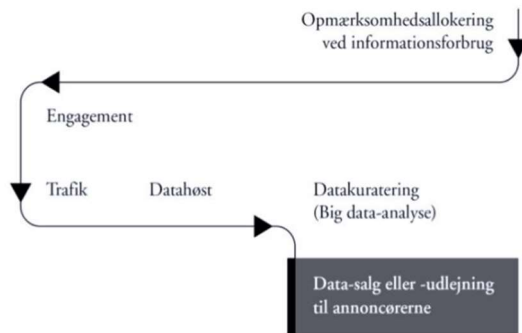 Opmærksomhedsallokering
ved informationsforbrug
Engagement
Trafik
Datahøst
Datakuratering
(Big data-analyse)
Data-salg eller -udlejning
til annoncørerne